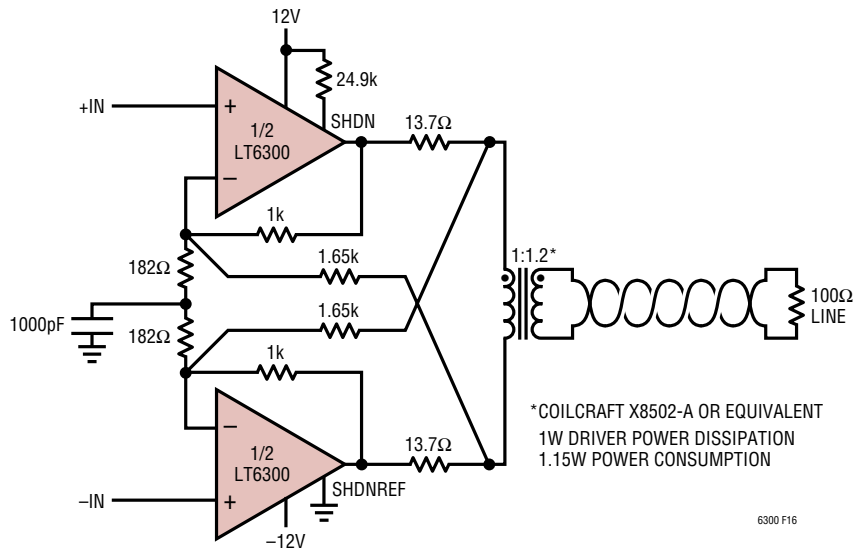 12V
24.9k
+IN
+
SHDN
1/2
LT6300
–
13.7Ω
1k
1.65k
182Ω
1:1.2*
1000pF
100Ω
LINE
1.65k
182Ω
1k
*COILCRAFT X8502-A OR EQUIVALENT
1W DRIVER POWER DISSIPATION
1.15W POWER CONSUMPTION
–
1/2
LT6300
13.7Ω
–IN
+
SHDNREF
–12V
6300 F16